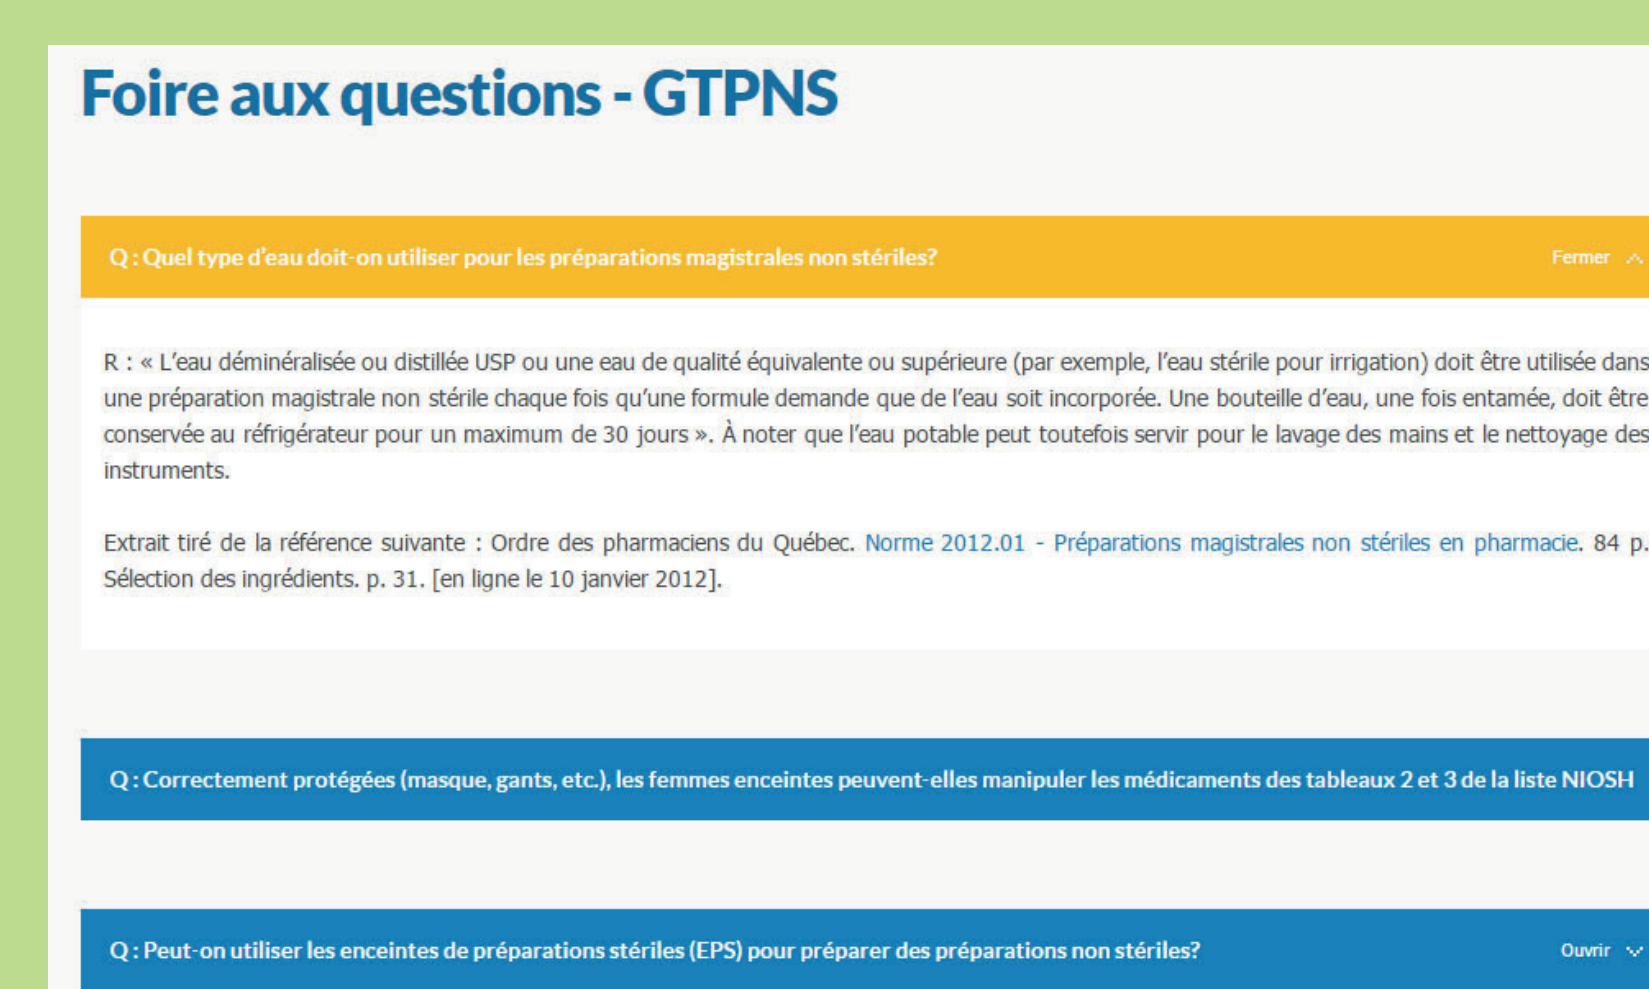 Foire aux questions - GTPNS
Q : Quel type d’eau doit-on utiliser pour les préparations magistrales non stériles?
Fermer
R : « L’eau déminéralisée ou distillée USP ou une eau de qualité équivalente ou supérieure (par exemple, l’eau stérile pour irrigation) doit être utilisée dans
une préparation magistrale non stérile chaque fois qu’une formule demande que de l’eau soit incorporée. Une bouteille d’eau, une fois entamée, doit être
conservée au réfrigérateur pour un maximum de 30 jours ». À noter que l’eau potable peut toutefois servir pour le lavage des mains et le nettoyage des
instruments.
Extrait tiré de la référence suivante : Ordre des pharmaciens du Québec. Norme 2012.01 - Préparations magistrales non stériles en pharmacie. 84 p.
Sélection des ingrédients. p. 31. [en ligne le 10 janvier 2012].
Q : Correctement protégées (masque, gants, etc.), les femmes enceintes peuvent-elles manipuler les médicaments des tableaux 2 et 3 de la liste NIOSH
Q : Peut-on utiliser les enceintes de préparations stériles (EPS) pour préparer des préparations non stériles?
Ouvrir